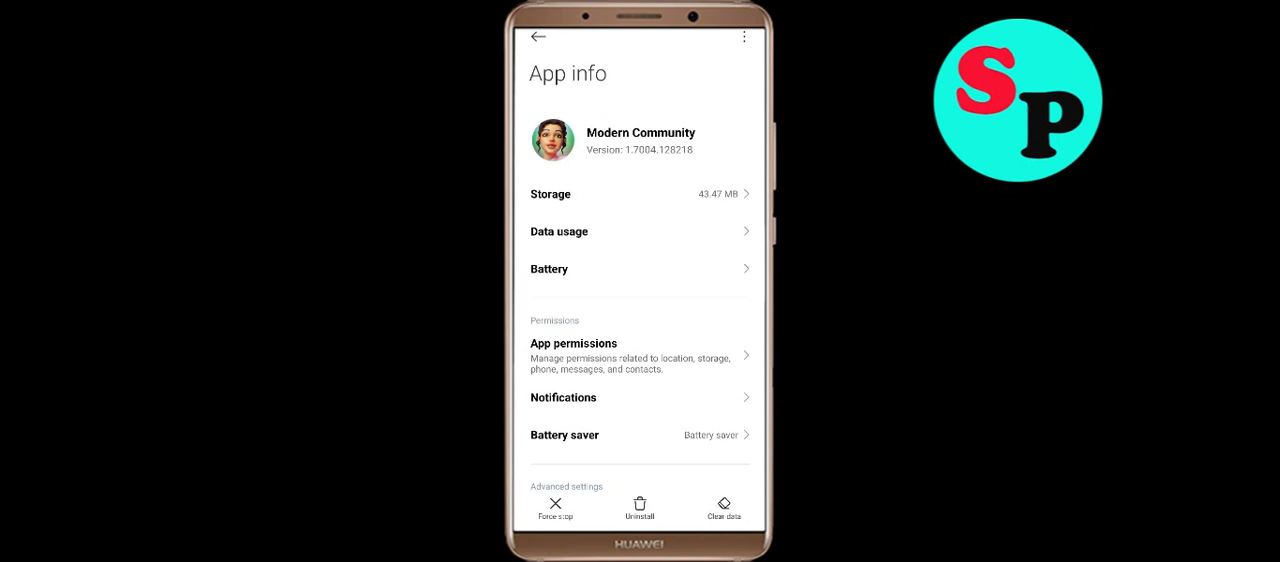 App info
Modern Community
Version: 1.7004.128218
Storage 43.47 MB
Data usage
Battery
Permissions
App permissions
Manage permissions related to location, storage,
phone, messages, and contacts.
Notifications
Battery saver Battery saver
Advanced settings
Force stop Uninstall Clear data
HUAWEI
SP